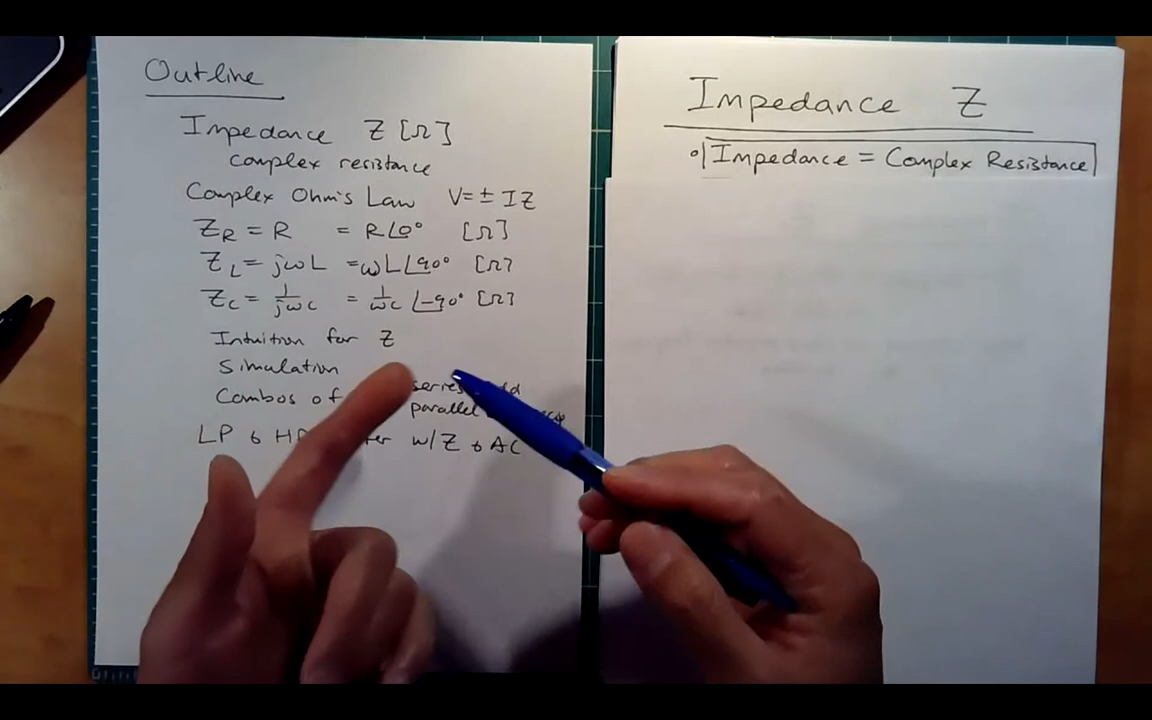 Outline
Impedance Z [Ω]
complex resistance
Complex Ohm's Law V=± IZ
Z_R = R = R∠0° [Ω]
Z_L = jωL = ωL∠90° [Ω]
Z_C = 1/jωC = 1/ωC ∠-90° [Ω]
Intuition for Z
Simulation
Combos of series
parallel
LP & w/Z & AC
Impedance Z
• Impedance = Complex Resistance